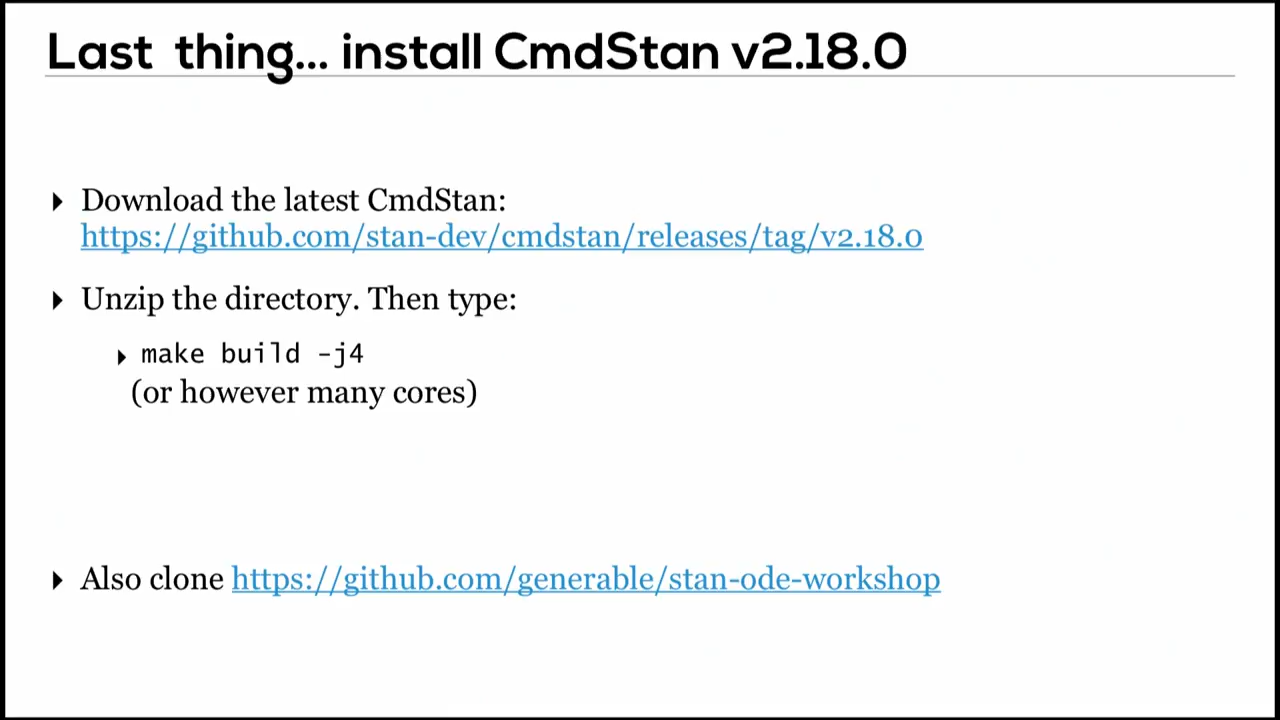 Last thing... install CmdStan v2.18.0
Download the latest CmdStan:
https://github.com/stan-dev/cmdstan/releases/tag/v2.18.0
Unzip the directory. Then type:
make build -j4
(or however many cores)
Also clone https://github.com/generable/stan-ode-workshop